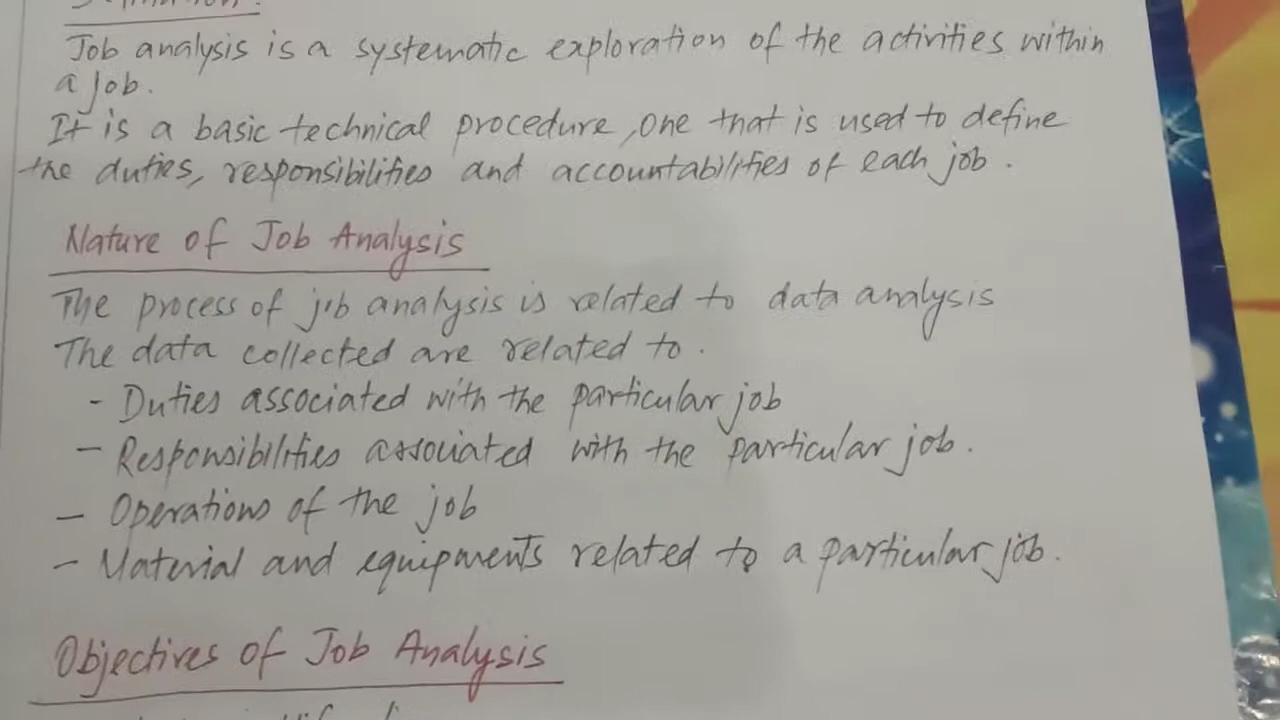 Job analysis is a systematic exploration of the activities within
a job.
It is a basic technical procedure, one that is used to define
the duties, responsibilities and accountabilities of each job.
Nature of Job Analysis
The process of job analysis is related to data analysis
The data collected are related to.
- Duties associated with the particular job
- Responsibilities associated with the particular job.
- Operations of the job
- Material and equipments related to a particular job.
Objectives of Job Analysis